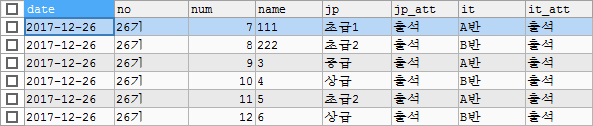 date no num name jp jp_att it it_att
2017-12-26 26기 7 111 초급1 출석 A반 출석
2017-12-26 26기 8 222 초급2 출석 B반 출석
2017-12-26 26기 9 3 중급 출석 A반 출석
2017-12-26 26기 10 4 상급 출석 B반 출석
2017-12-26 26기 11 5 초급2 출석 A반 출석
2017-12-26 26기 12 6 상급 출석 B반 출석